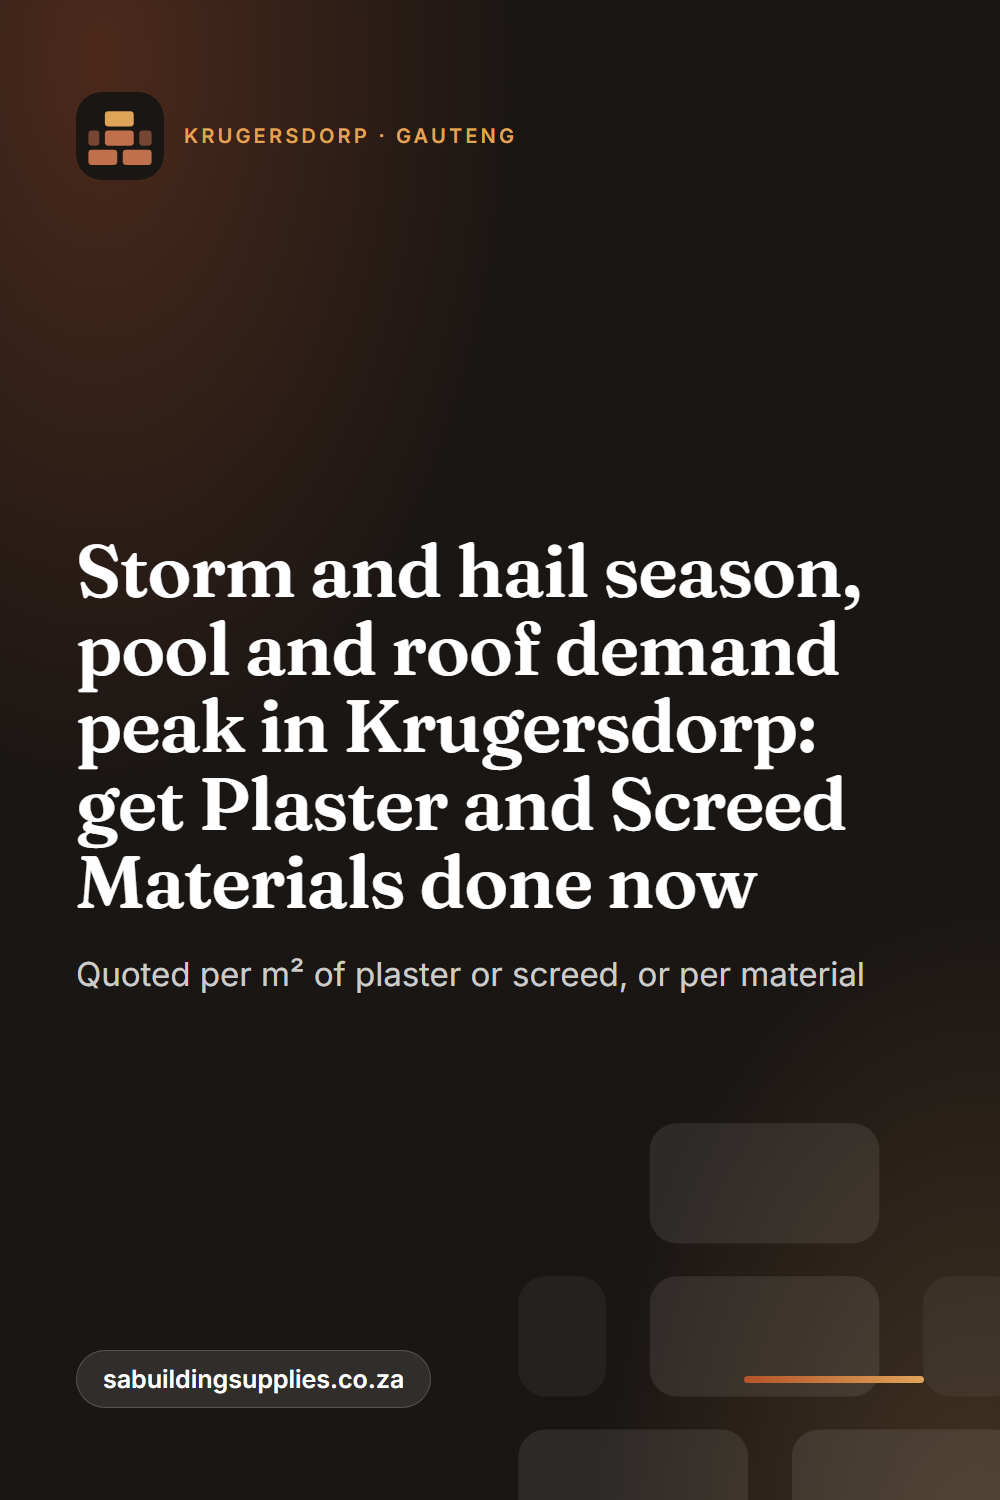 KRUGERSDORP · GAUTENG
Storm and hail season,
pool and roof demand
peak in Krugersdorp:
get Plaster and Screed
Materials done now
Quoted per m² of plaster or screed, or per material
sabuildingsupplies.co.za